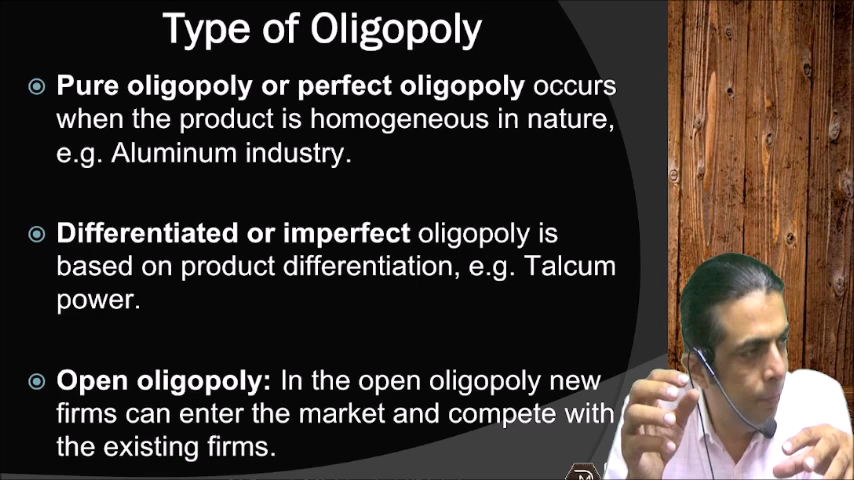 Type of Oligopoly
Pure oligopoly or perfect oligopoly occurs
when the product is homogeneous in nature,
e.g. Aluminum industry.
Differentiated or imperfect oligopoly is
based on product differentiation, e.g. Talcum
power.
Open oligopoly: In the open oligopoly new
firms can enter the market and compete with
the existing firms.